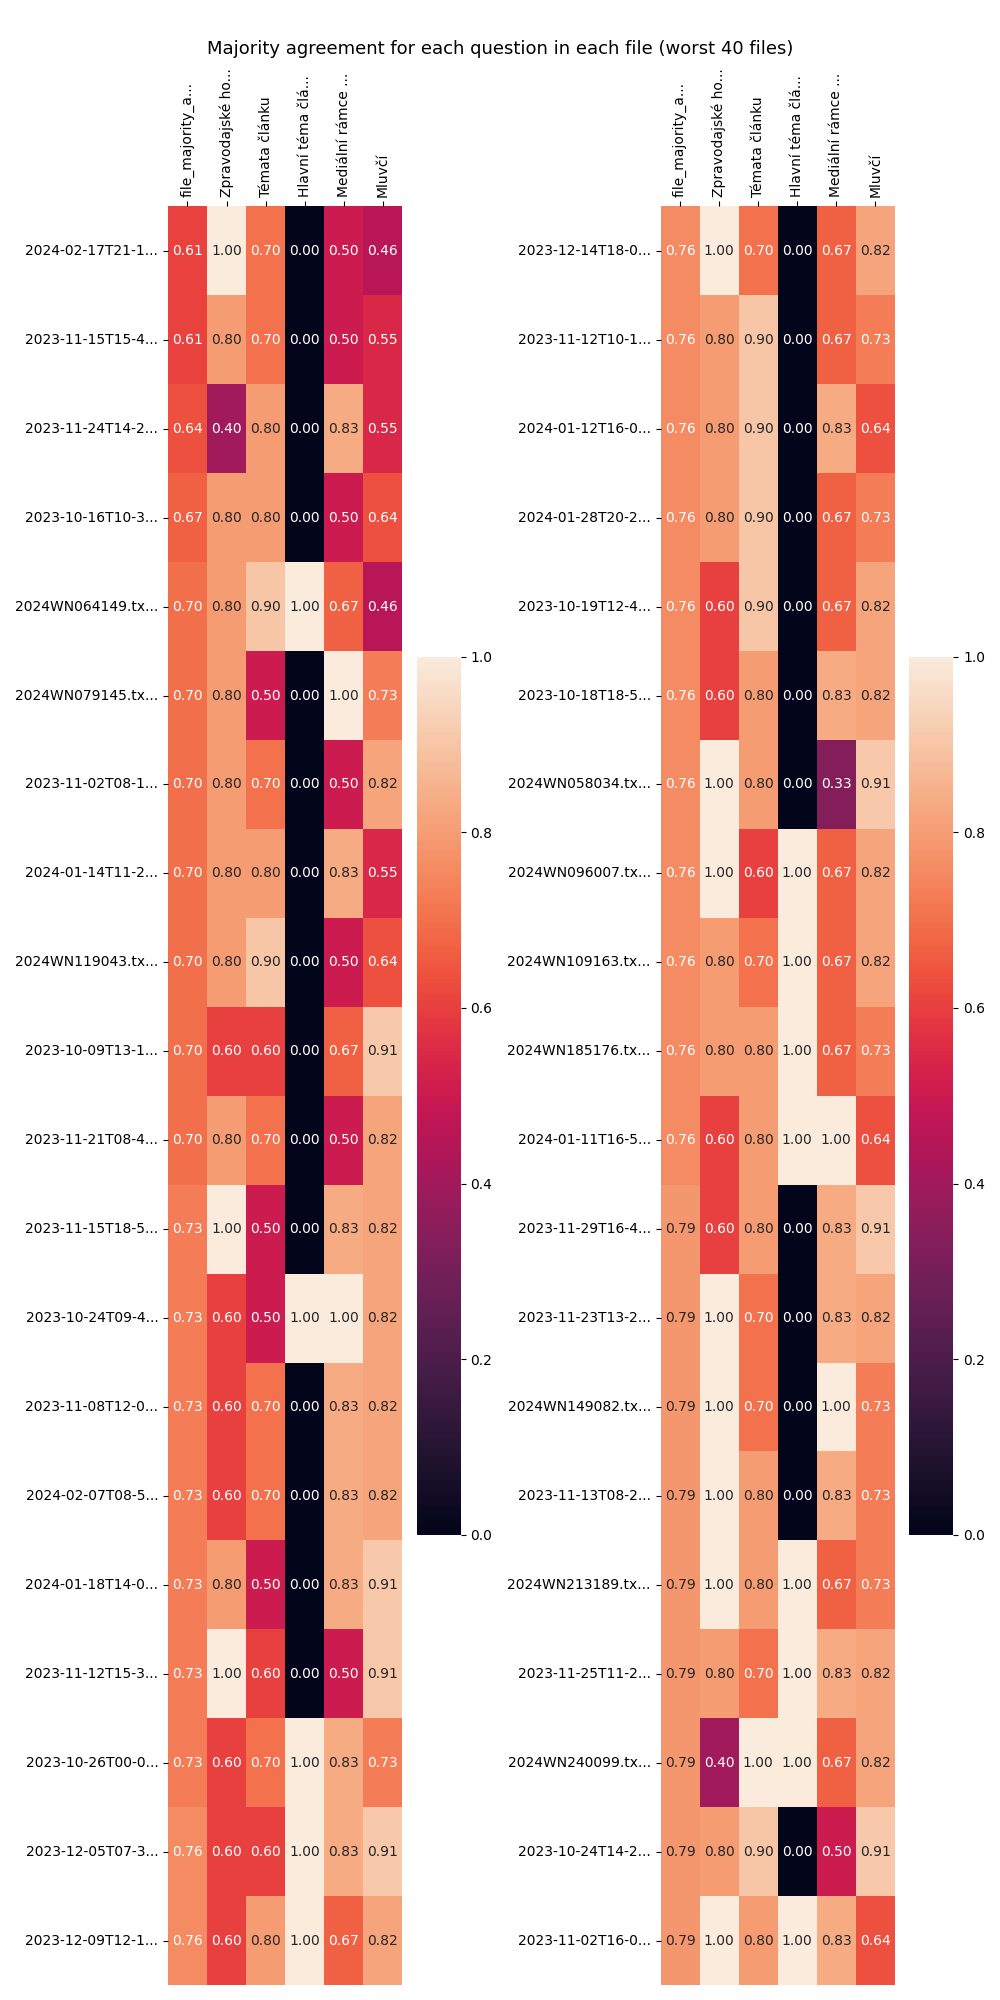 Majority agreement for each question in each file (worst 40 files)
file_majority_a...
Zpravodajské ho...
Témata článku
Hlavní téma člá...
Mediální rámce ...
Mluvčí
2024-02-17T21-1... 0.61 1.00 0.70 0.00 0.50 0.46
2023-11-15T15-4... 0.61 0.80 0.70 0.00 0.50 0.55
2023-11-24T14-2... 0.64 0.40 0.80 0.00 0.83 0.55
2023-10-16T10-3... 0.67 0.80 0.80 0.00 0.50 0.64
2024WN064149.tx... 0.70 0.80 0.90 1.00 0.67 0.46
2024WN079145.tx... 0.70 0.80 0.50 0.00 1.00 0.73
2023-11-02T08-1... 0.70 0.80 0.70 0.00 0.50 0.82
2024-01-14T11-2... 0.70 0.80 0.80 0.00 0.83 0.55
2024WN119043.tx... 0.70 0.80 0.90 0.00 0.50 0.64
2023-10-09T13-1... 0.70 0.60 0.60 0.00 0.67 0.91
2023-11-21T08-4... 0.70 0.80 0.70 0.00 0.50 0.82
2023-11-15T18-5... 0.73 1.00 0.50 0.00 0.83 0.82
2023-10-24T09-4... 0.73 0.60 0.50 1.00 1.00 0.82
2023-11-08T12-0... 0.73 0.60 0.70 0.00 0.83 0.82
2024-02-07T08-5... 0.73 0.60 0.70 0.00 0.83 0.82
2024-01-18T14-0... 0.73 0.80 0.50 0.00 0.83 0.91
2023-11-12T15-3... 0.73 1.00 0.60 0.00 0.50 0.91
2023-10-26T00-0... 0.73 0.60 0.70 1.00 0.83 0.73
2023-12-05T07-3... 0.76 0.60 0.60 1.00 0.83 0.91
2023-12-09T12-1... 0.76 0.60 0.80 1.00 0.67 0.82
1.0
0.8
0.6
0.4
0.2
0.0
file_majority_a...
Zpravodajské ho...
Témata článku
Hlavní téma člá...
Mediální rámce ...
Mluvčí
2023-12-14T18-0... 0.76 1.00 0.70 0.00 0.67 0.82
2023-11-12T10-1... 0.76 0.80 0.90 0.00 0.67 0.73
2024-01-12T16-0... 0.76 0.80 0.90 0.00 0.83 0.64
2024-01-28T20-2... 0.76 0.80 0.90 0.00 0.67 0.73
2023-10-19T12-4... 0.76 0.60 0.90 0.00 0.67 0.82
2023-10-18T18-5... 0.76 0.60 0.80 0.00 0.83 0.82
2024WN058034.tx... 0.76 1.00 0.80 0.00 0.33 0.91
2024WN096007.tx... 0.76 1.00 0.60 1.00 0.67 0.82
2024WN109163.tx... 0.76 0.80 0.70 1.00 0.67 0.82
2024WN185176.tx... 0.76 0.80 0.80 1.00 0.67 0.73
2024-01-11T16-5... 0.76 0.60 0.80 1.00 1.00 0.64
2023-11-29T16-4... 0.79 0.60 0.80 0.00 0.83 0.91
2023-11-23T13-2... 0.79 1.00 0.70 0.00 0.83 0.82
2024WN149082.tx... 0.79 1.00 0.70 0.00 1.00 0.73
2023-11-13T08-2... 0.79 1.00 0.80 0.00 0.83 0.73
2024WN213189.tx... 0.79 1.00 0.80 1.00 0.67 0.73
2023-11-25T11-2... 0.79 0.80 0.70 1.00 0.83 0.82
2024WN240099.tx... 0.79 0.40 1.00 1.00 0.67 0.82
2023-10-24T14-2... 0.79 0.80 0.90 0.00 0.50 0.91
2023-11-02T16-0... 0.79 1.00 0.80 1.00 0.83 0.64
1.0
0.8
0.6
0.4
0.2
0.0